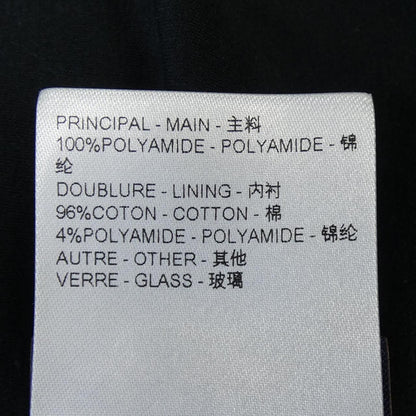 PRINCIPAL - MAIN - 主料
100%POLYAMIDE - POLYAMIDE - 锦
纶
DOUBLURE - LINING - 内衬
96%COTON - COTTON - 棉
4%POLYAMIDE - POLYAMIDE - 锦纶
AUTRE - OTHER - 其他
VERRE - GLASS - 玻璃